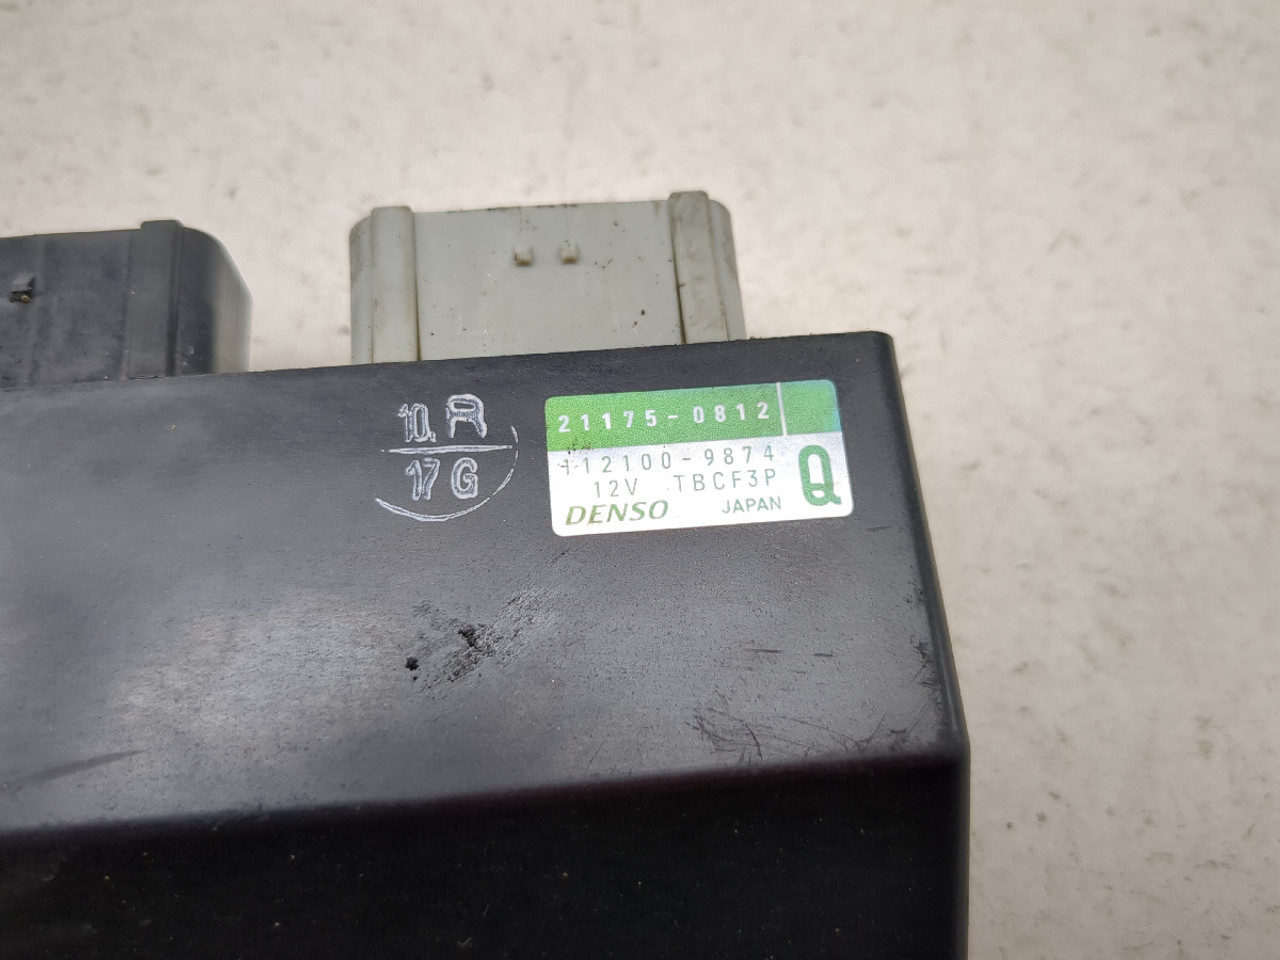 10. R
17 G
21175-0812
112100-9874
12V TBCF3P
Q
DENSO JAPAN